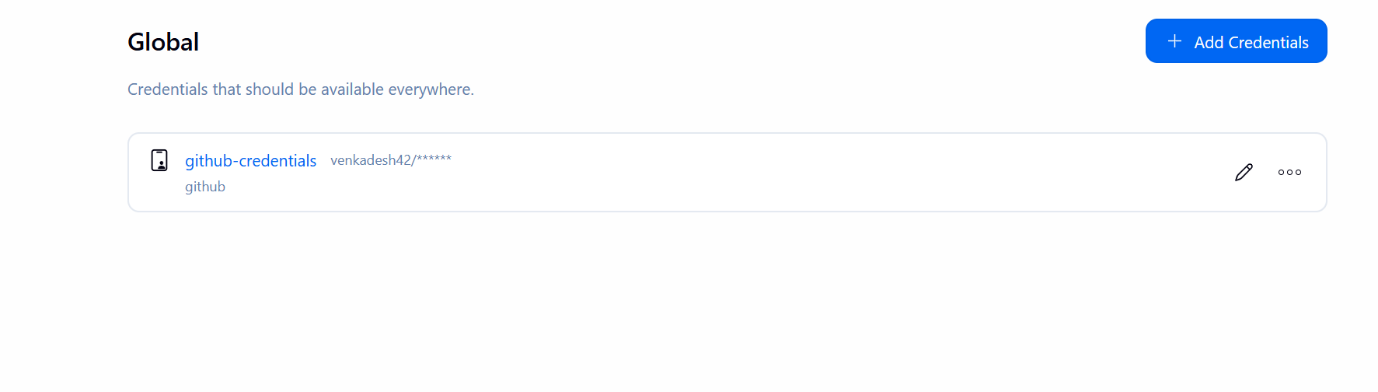 Global
+ Add Credentials
Credentials that should be available everywhere.
github-credentials venkadesh42/******
github